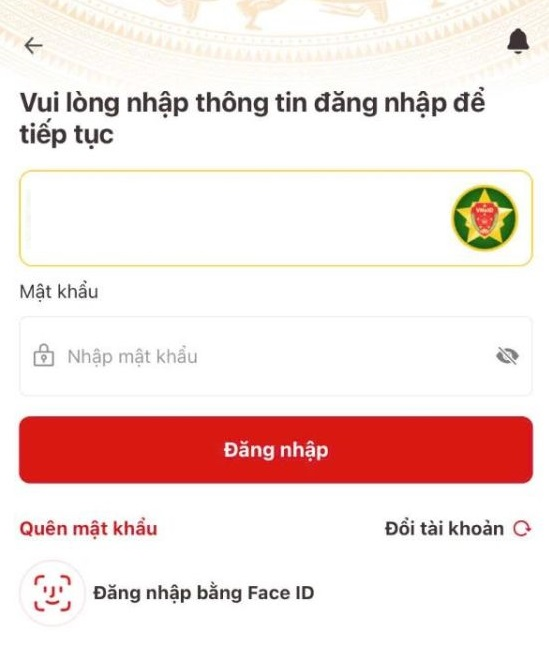 Vui lòng nhập thông tin đăng nhập để
tiếp tục
Mật khẩu
Nhập mật khẩu
Đăng nhập
Quên mật khẩu
Đổi tài khoản
Đăng nhập bằng Face ID